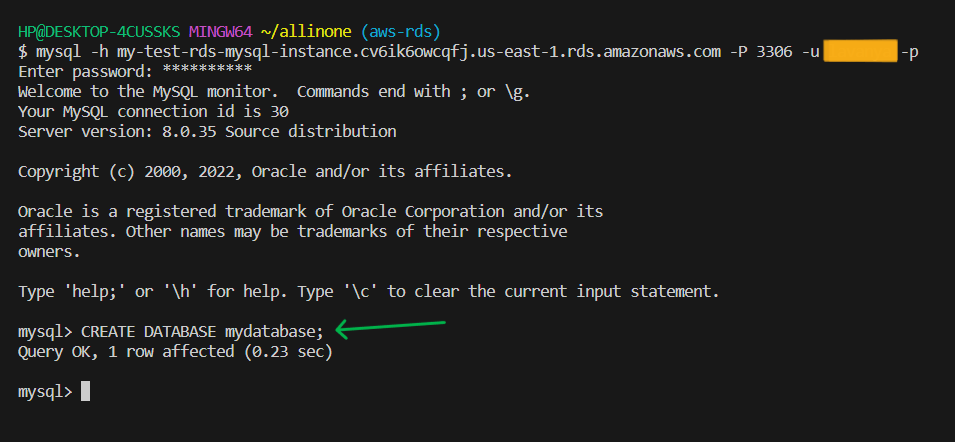 HP@DESKTOP-4CUSSKS MINGW64 ~/allinone (aws-rds)
$ mysql -h my-test-rds-mysql-instance.cv6ik6owcqfj.us-east-1.rds.amazonaws.com -P 3306 -u -p
Enter password: **********
Welcome to the MySQL monitor.  Commands end with ; or \g.
Your MySQL connection id is 30
Server version: 8.0.35 Source distribution
Copyright (c) 2000, 2022, Oracle and/or its affiliates.
Oracle is a registered trademark of Oracle Corporation and/or its
affiliates. Other names may be trademarks of their respective
owners.
Type 'help;' or '\h' for help. Type '\c' to clear the current input statement.
mysql> CREATE DATABASE mydatabase;
Query OK, 1 row affected (0.23 sec)
mysql>